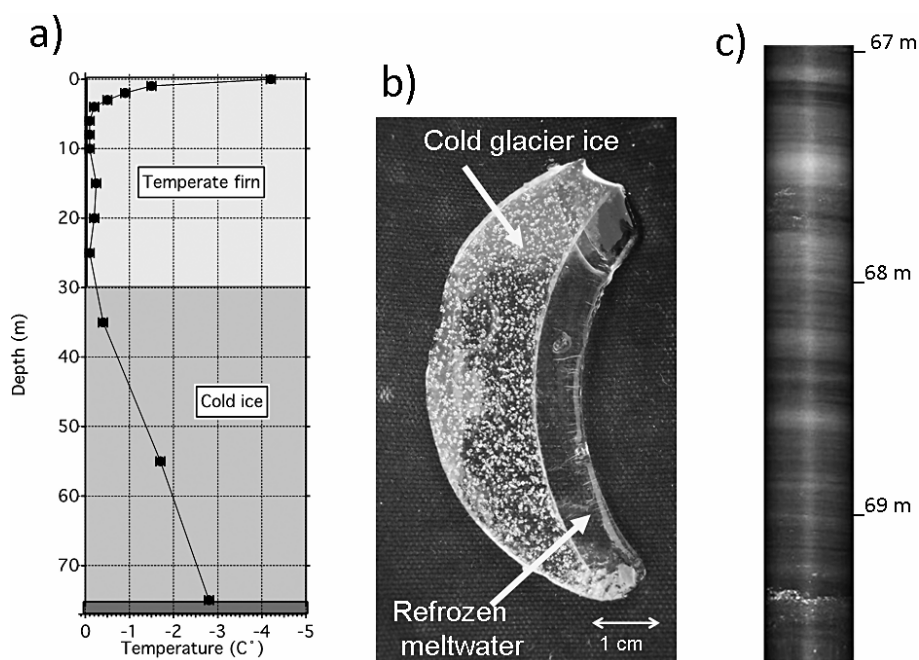 a)
0
10
20
30
40
50
60
70
Depth (m)
Temperate firn
Cold ice
0 -1 -2 -3 -4 -5
Temperature (C˚)
b)
Cold glacier ice
Refrozen
meltwater
1 cm
c)
67 m
68 m
69 m